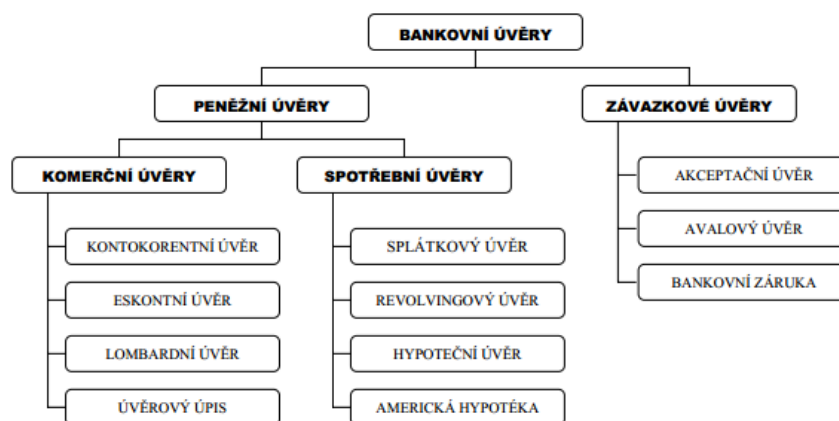 BANKOVNÍ ÚVĚRY
PENĚŽNÍ ÚVĚRY
ZÁVAZKOVÉ ÚVĚRY
KOMERČNÍ ÚVĚRY
SPOTŘEBNÍ ÚVĚRY
AKCEPTAČNÍ ÚVĚR
AVALOVÝ ÚVĚR
BANKOVNÍ ZÁRUKA
KONTOKORENTNÍ ÚVĚR
ESKONTNÍ ÚVĚR
LOMBARDNÍ ÚVĚR
ÚVĚROVÝ ÚPIS
SPLÁTKOVÝ ÚVĚR
REVOLVINGOVÝ ÚVĚR
HYPOTEČNÍ ÚVĚR
AMERICKÁ HYPOTÉKA